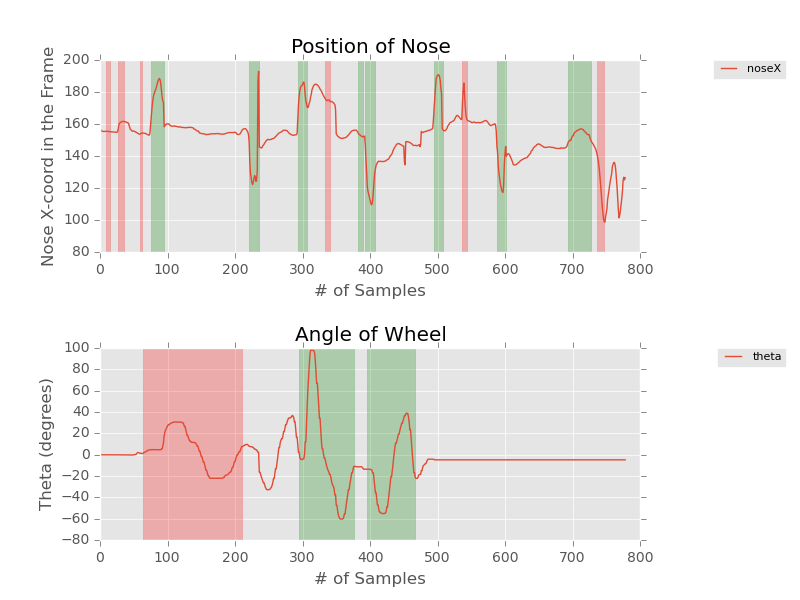 Position of Nose
200
180
160
140
120
100
80
Nose X-coord in the Frame
0 100 200 300 400 500 600 700 800
# of Samples
noseX
Angle of Wheel
100
80
60
40
20
0
−20
−40
−60
−80
Theta (degrees)
0 100 200 300 400 500 600 700 800
# of Samples
theta